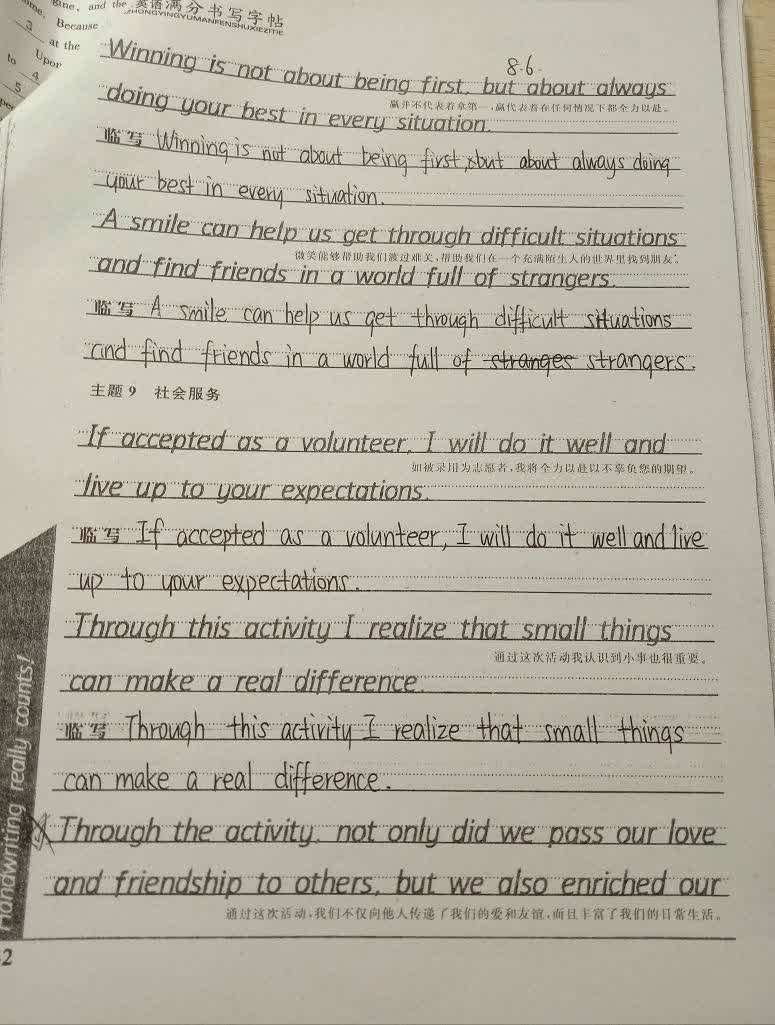 ome,
gine, and the
3
Because
at the
Upon
to 4
5
英语满分书写字帖
ZHONGYINGYUMANFENSHUXIEZITIE
8.6.
Winning is not about being first, but about always
赢并不代表着拿第一,赢代表着在任何情况下都全力以赴。
doing your best in every situation.
临写 Winning is not about being first, but about always doing
your best in every situation.
A smile can help us get through difficult situations
微笑能够帮助我们渡过难关,帮助我们在一个充满陌生人的世界里找到朋友。
and find friends in a world full of strangers.
临写 A smile can help us get through difficult situations
and find friends in a world full of stranges strangers.
主题9 社会服务
If accepted as a volunteer, I will do it well and
如被录用为志愿者,我将全力以赴以不辜负您的期望。
live up to your expectations.
临写 If accepted as a volunteer, I will do it well and live
up to your expectations.
Through this activity I realize that small things
通过这次活动我认识到小事也很重要。
can make a real difference.
临写 Through this activity I realize that small things
can make a real difference.
Through the activity, not only did we pass our love
and friendship to others, but we also enriched our
通过这次活动,我们不仅向他人传递了我们的爱和友谊,而且丰富了我们的日常生活。
Handwriting really counts!
2